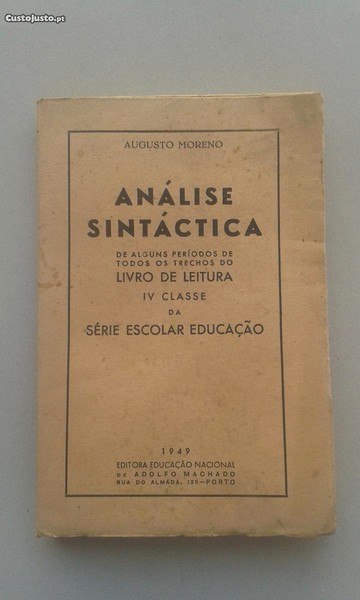 CustoJusto.pt
AUGUSTO MORENO
ANÁLISE
SINTÁCTICA
DE ALGUNS PERÍODOS DE
TODOS OS TRECHOS DO
LIVRO DE LEITURA
IV CLASSE
DA
SÉRIE ESCOLAR EDUCAÇÃO
1949
EDITORA EDUCAÇÃO NACIONAL
DE ADOLFO MACHADO
RUA DO ALMADA, 125—PORTO